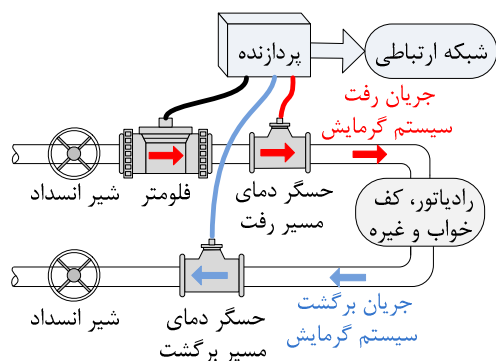 پردازنده
شبکه ارتباطی
جریان رفت
سیستم گرمایش
شیر انسداد
فلومتر
حسگر دمای
مسیر رفت
رادیاتور، کف
خواب و غیره
شیر انسداد
حسگر دمای
مسیر برگشت
جریان برگشت
سیستم گرمایش